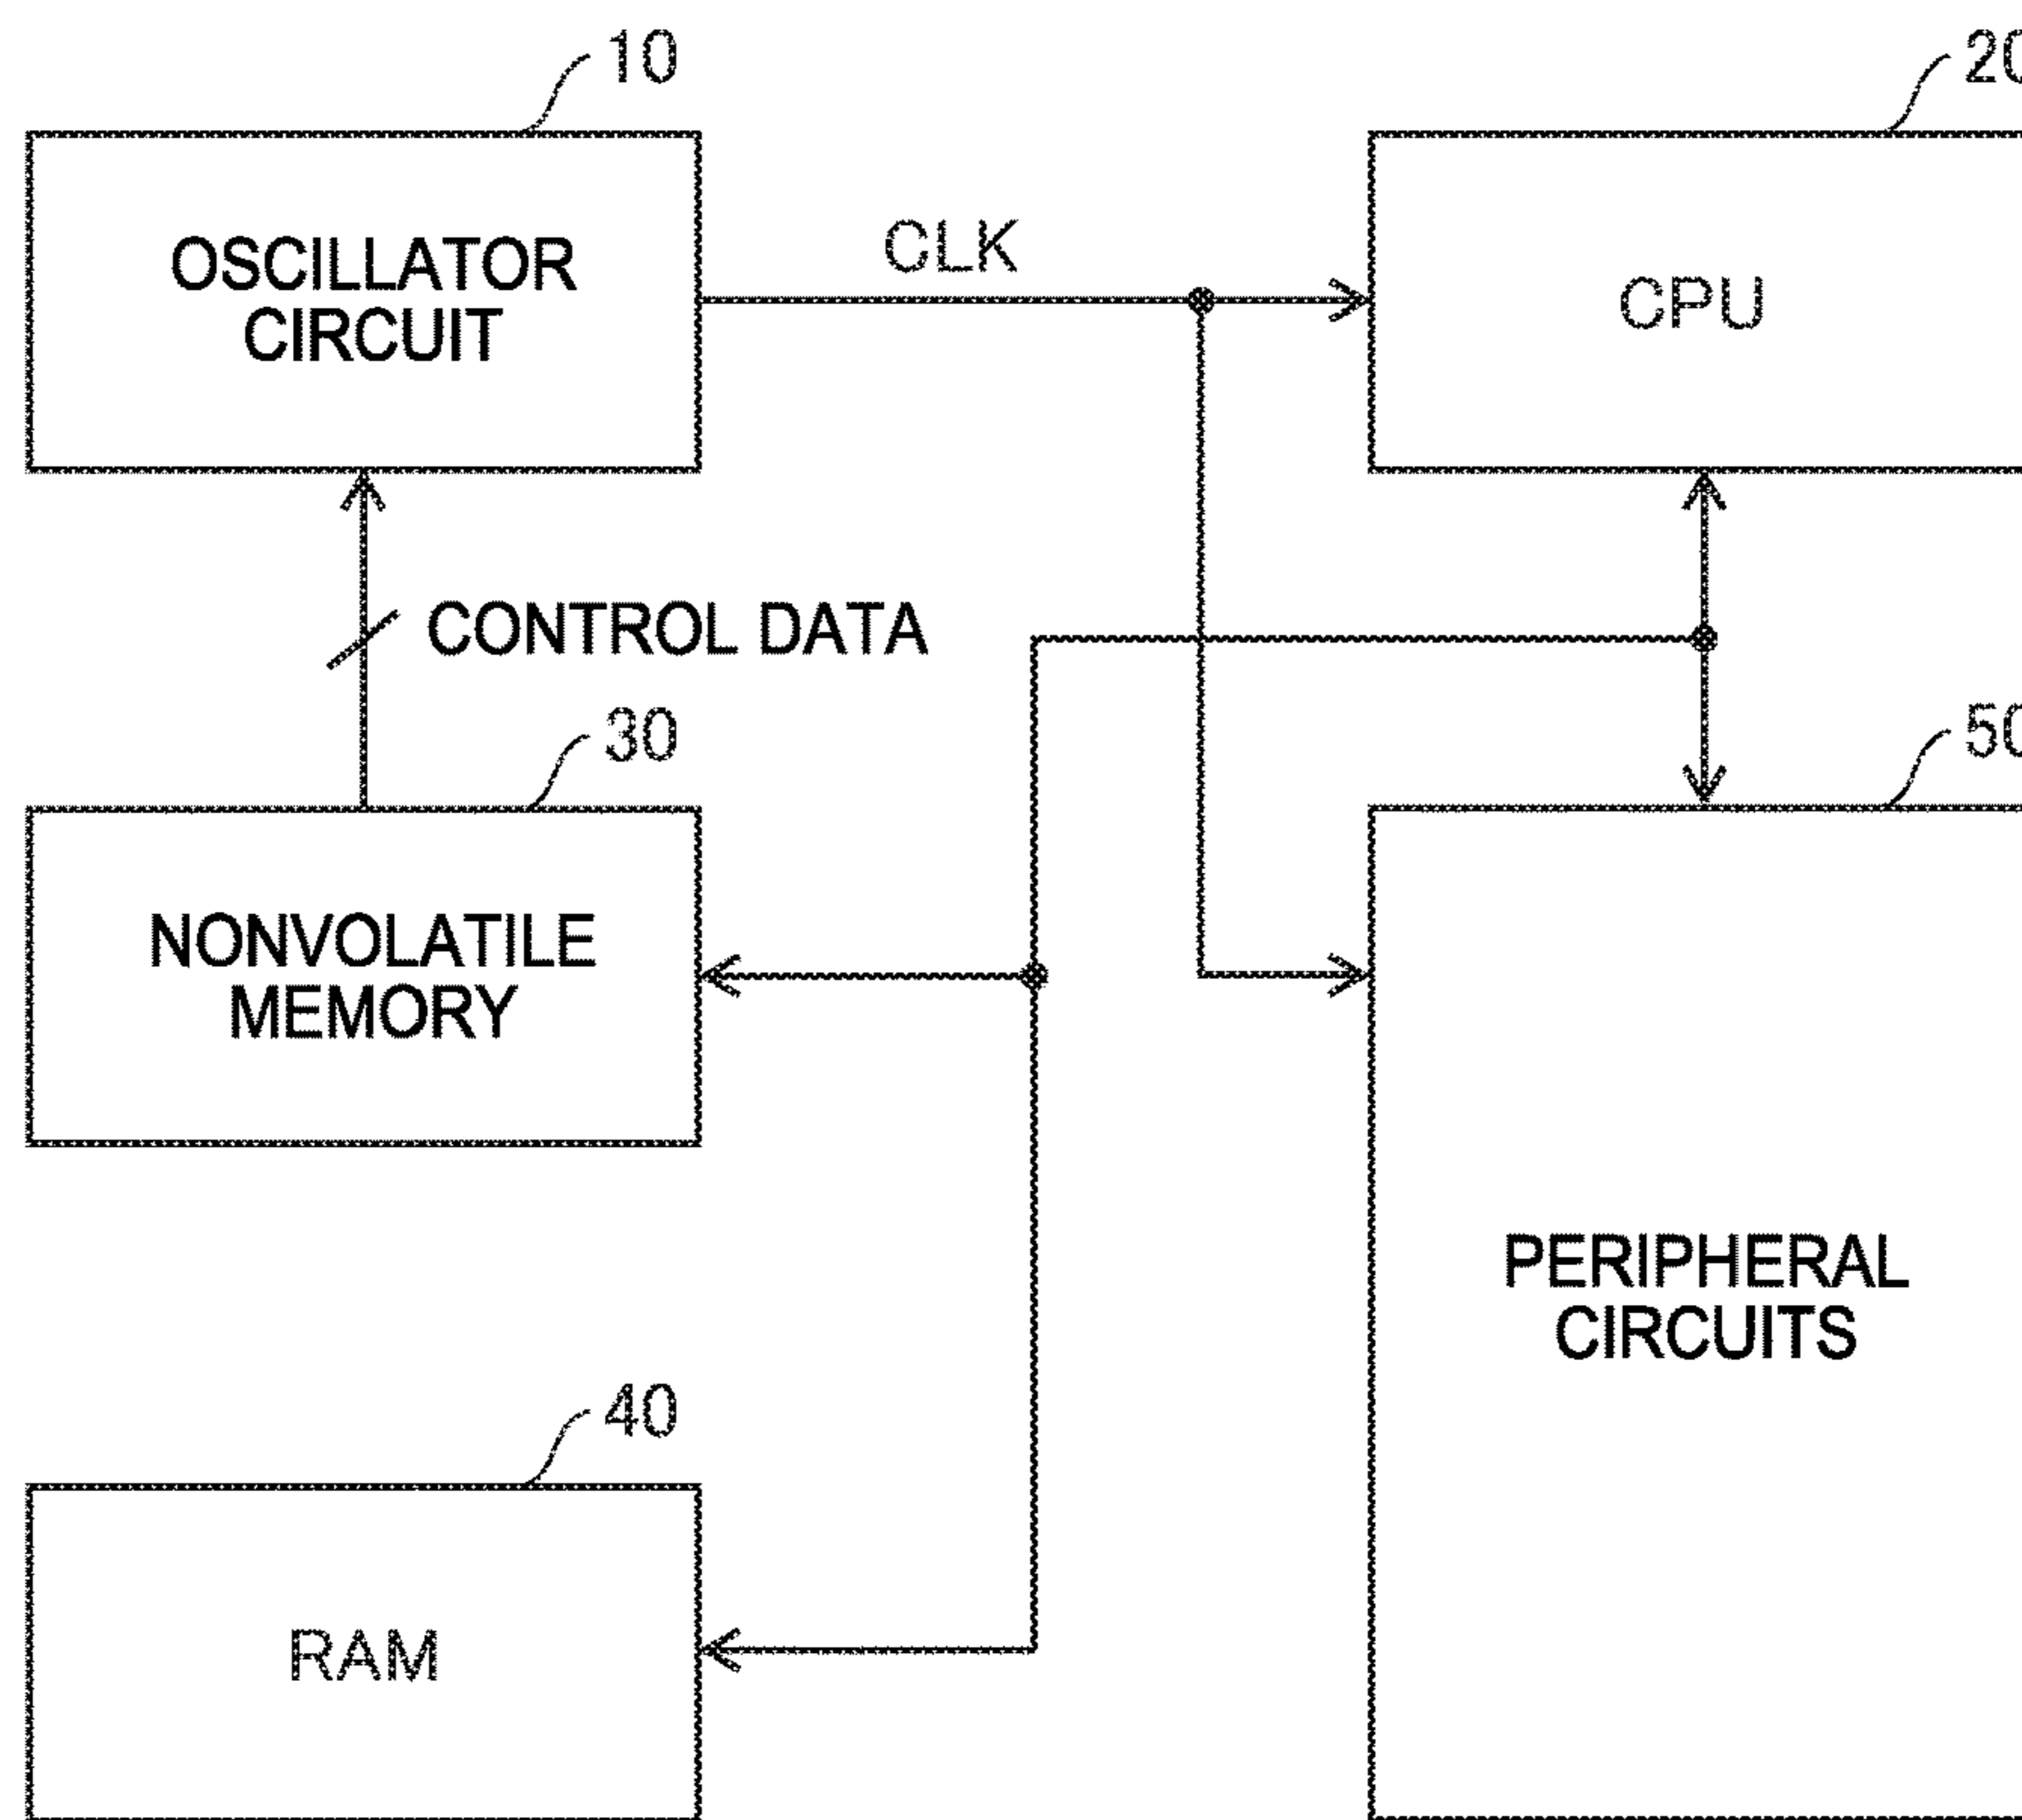 10
20
OSCILLATOR
CIRCUIT
CLK
CPU
CONTROL DATA
30
50
NONVOLATILE
MEMORY
PERIPHERAL
CIRCUITS
40
RAM